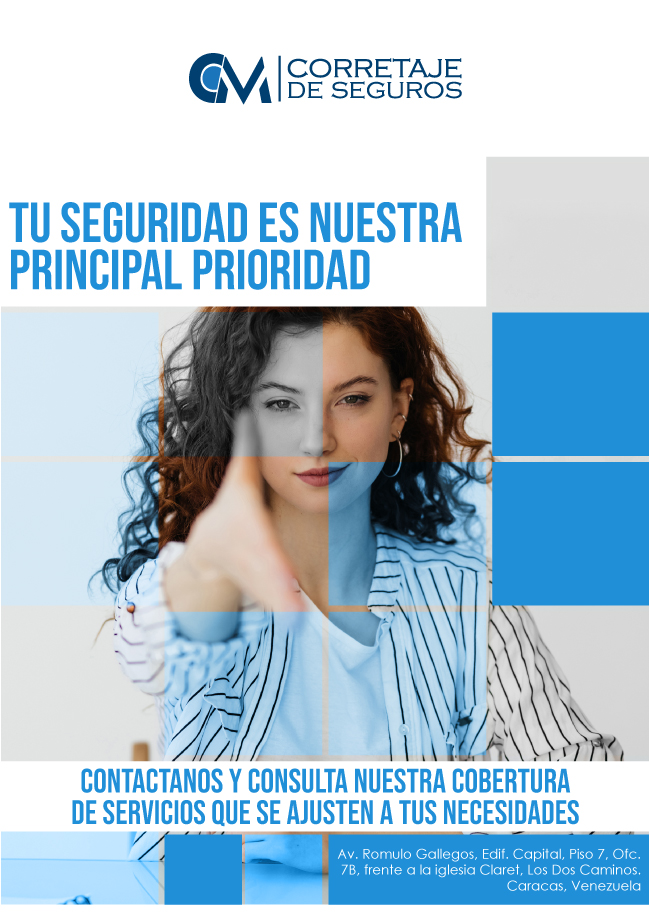 CM
CORRETAJE
DE SEGUROS
TU SEGURIDAD ES NUESTRA
PRINCIPAL PRIORIDAD
CONTACTANOS Y CONSULTA NUESTRA COBERTURA
DE SERVICIOS QUE SE AJUSTEN A TUS NECESIDADES
Av. Romulo Gallegos, Edif. Capital, Piso 7, Ofc.
7B, frente a la iglesia Claret, Los Dos Caminos.
Caracas, Venezuela